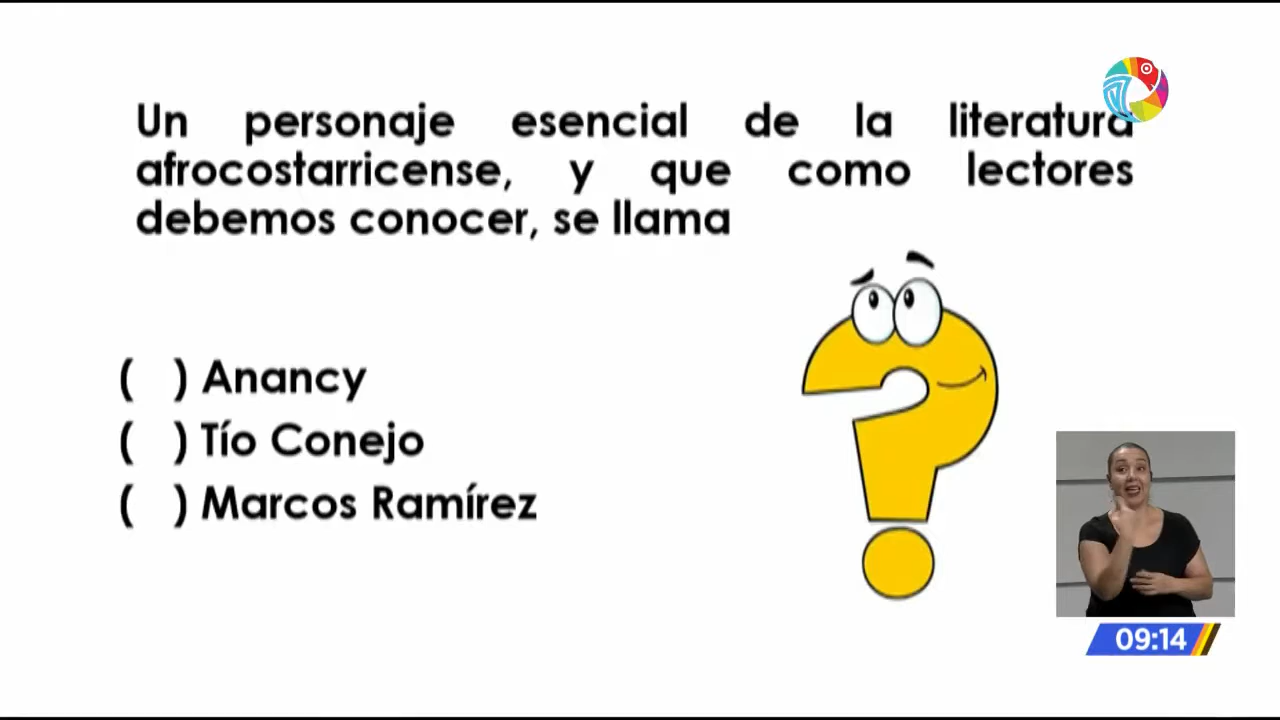 Un personaje esencial de la literatura
afrocostarricense, y que como lectores
debemos conocer, se llama
( ) Anancy
( ) Tío Conejo
( ) Marcos Ramírez
09:14